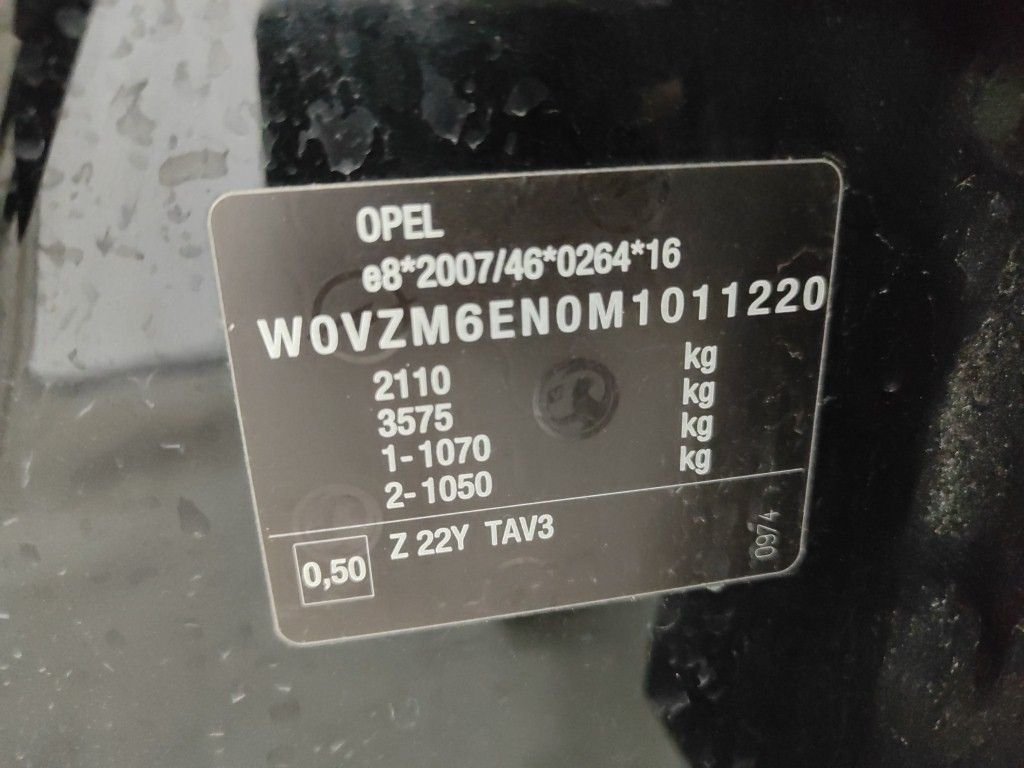 OPEL
e8*2007/46*0264*16
W0VZM6EN0M1011220
2110 kg
3575 kg
1-1070 kg
2-1050 kg
0,50 Z 22Y TAV3
0974